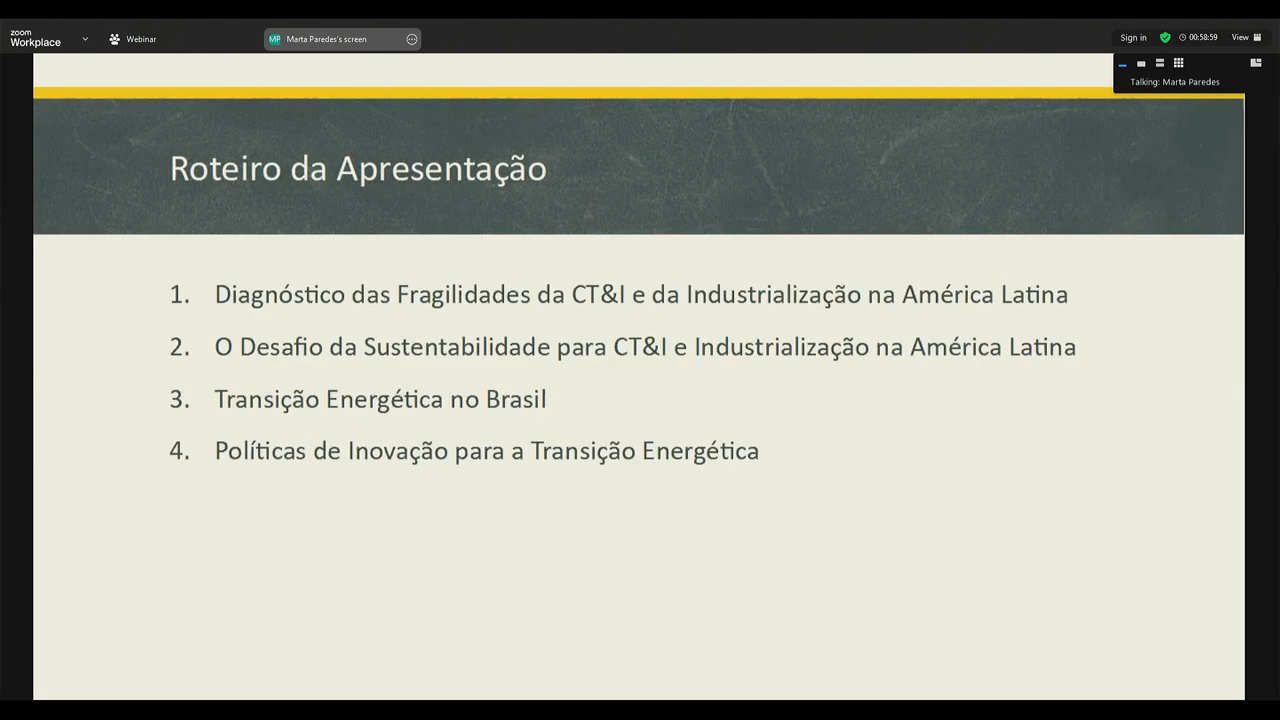 zoom
Workplace
Webinar
MP Marta Paredes's screen
Sign in
00:58:59
View
Talking: Marta Paredes
Roteiro da Apresentação
1. Diagnóstico das Fragilidades da CT&I e da Industrialização na América Latina
2. O Desafio da Sustentabilidade para CT&I e Industrialização na América Latina
3. Transição Energética no Brasil
4. Políticas de Inovação para a Transição Energética